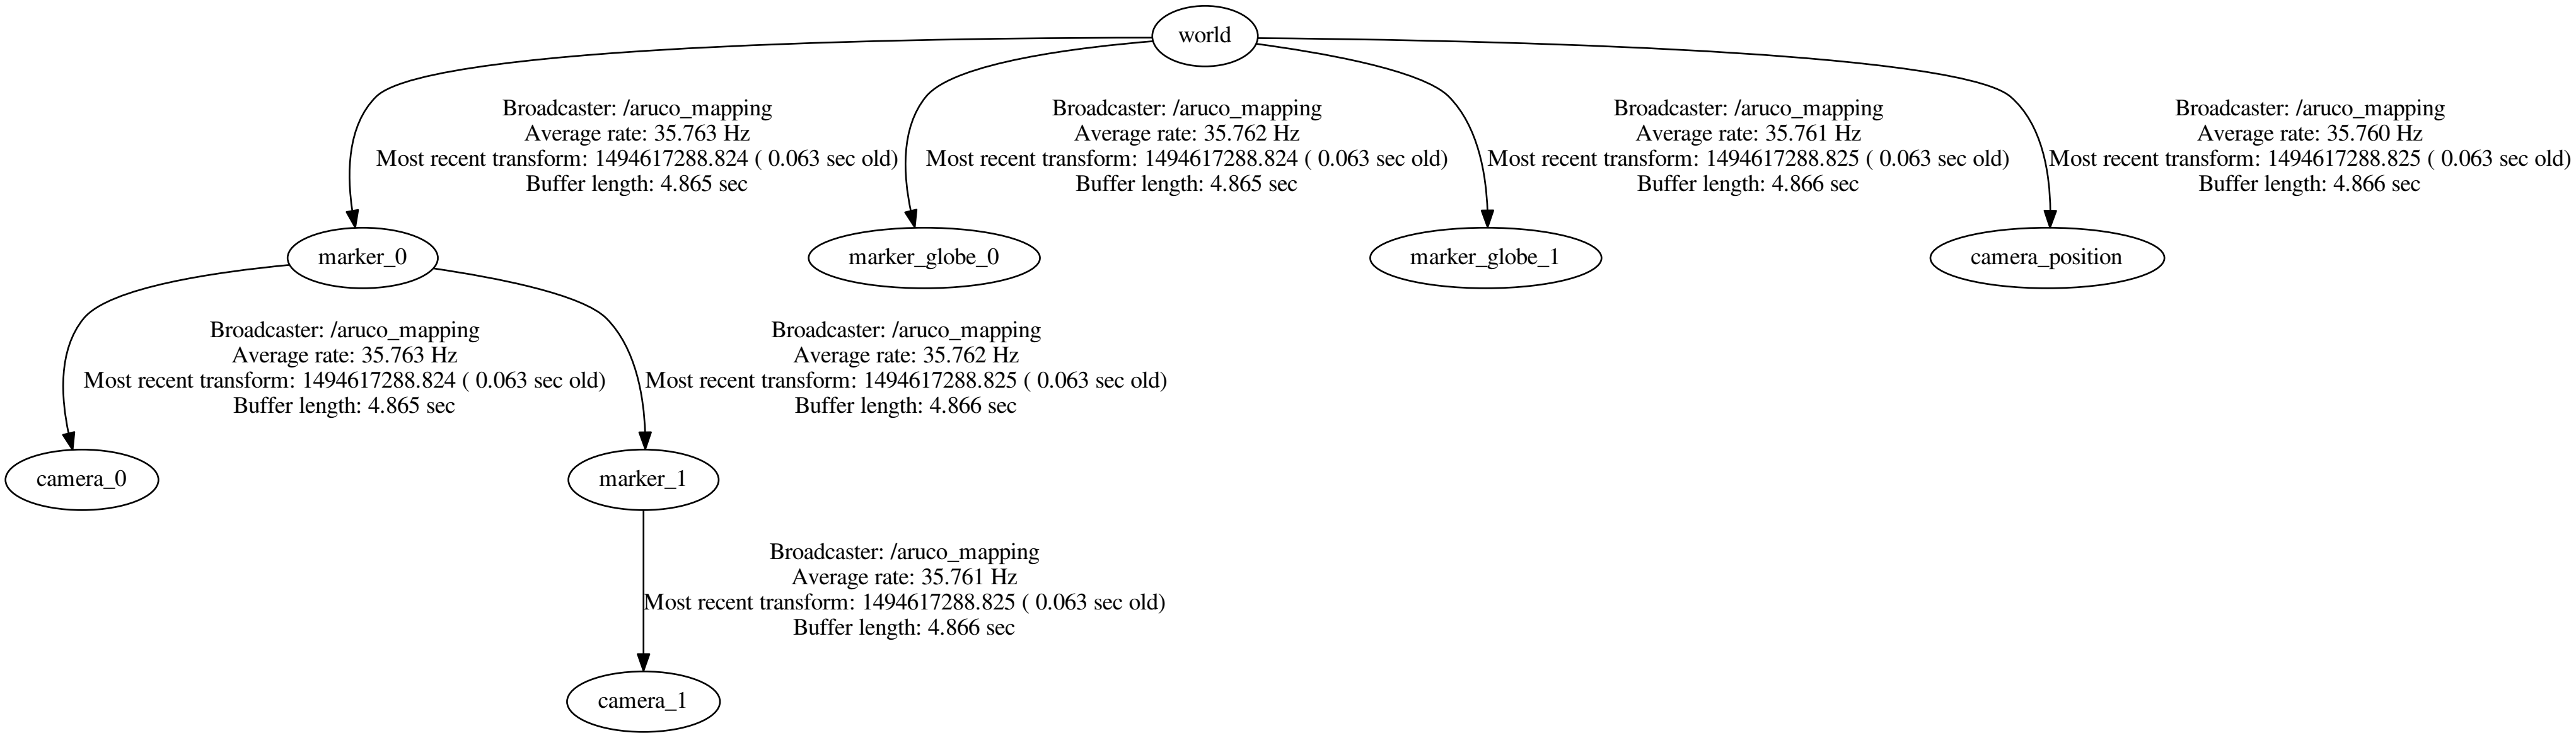 world
Broadcaster: /aruco_mapping
Average rate: 35.763 Hz
Most recent transform: 1494617288.824 ( 0.063 sec old)
Buffer length: 4.865 sec
Broadcaster: /aruco_mapping
Average rate: 35.762 Hz
Most recent transform: 1494617288.824 ( 0.063 sec old)
Buffer length: 4.865 sec
Broadcaster: /aruco_mapping
Average rate: 35.761 Hz
Most recent transform: 1494617288.825 ( 0.063 sec old)
Buffer length: 4.866 sec
Broadcaster: /aruco_mapping
Average rate: 35.760 Hz
Most recent transform: 1494617288.825 ( 0.063 sec old)
Buffer length: 4.866 sec
marker_0
marker_globe_0
marker_globe_1
camera_position
Broadcaster: /aruco_mapping
Average rate: 35.763 Hz
Most recent transform: 1494617288.824 ( 0.063 sec old)
Buffer length: 4.865 sec
Broadcaster: /aruco_mapping
Average rate: 35.762 Hz
Most recent transform: 1494617288.825 ( 0.063 sec old)
Buffer length: 4.866 sec
camera_0
marker_1
Broadcaster: /aruco_mapping
Average rate: 35.761 Hz
Most recent transform: 1494617288.825 ( 0.063 sec old)
Buffer length: 4.866 sec
camera_1